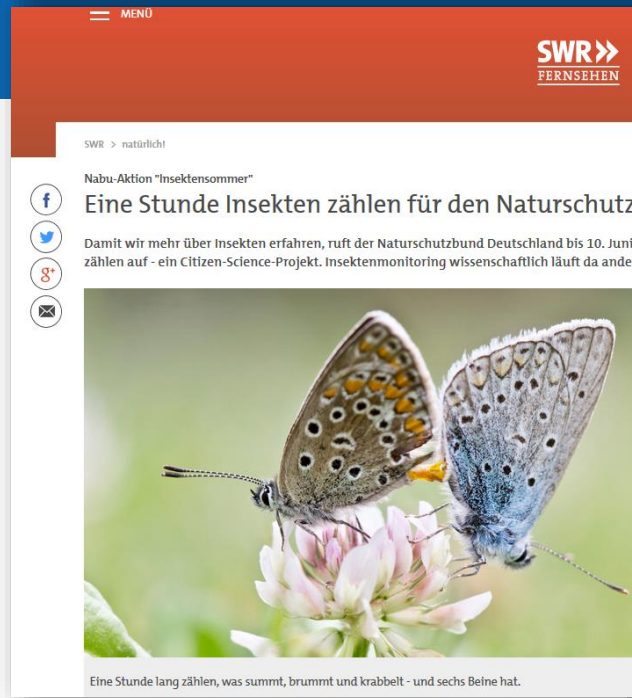 MENÜ
SWR
FERNSEHEN
SWR > natürlich!
Nabu-Aktion "Insektensommer"
Eine Stunde Insekten zählen für den Naturschutz
Damit wir mehr über Insekten erfahren, ruft der Naturschutzbund Deutschland bis 10. Juni
zählen auf - ein Citizen-Science-Projekt. Insektenmonitoring wissenschaftlich läuft da ande
f
g+
Eine Stunde lang zählen, was summt, brummt und krabbelt - und sechs Beine hat.